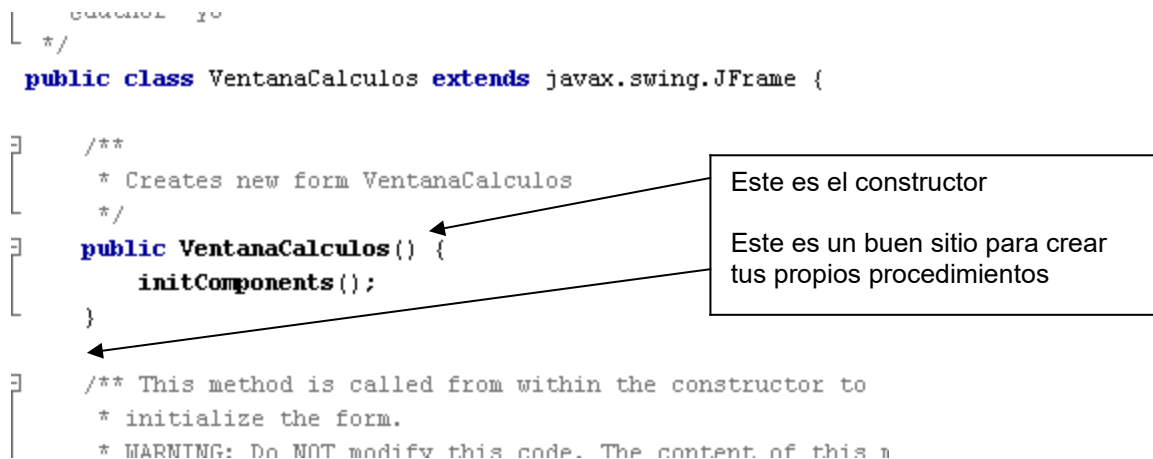 */
public class VentanaCalculos extends javax.swing.JFrame {
/**
* Creates new form VentanaCalculos
*/
public VentanaCalculos() {
initComponents();
}
Este es el constructor
Este es un buen sitio para crear
tus propios procedimientos
/** This method is called from within the constructor to
* initialize the form.
* WARNING: Do NOT modify this code. The content of this